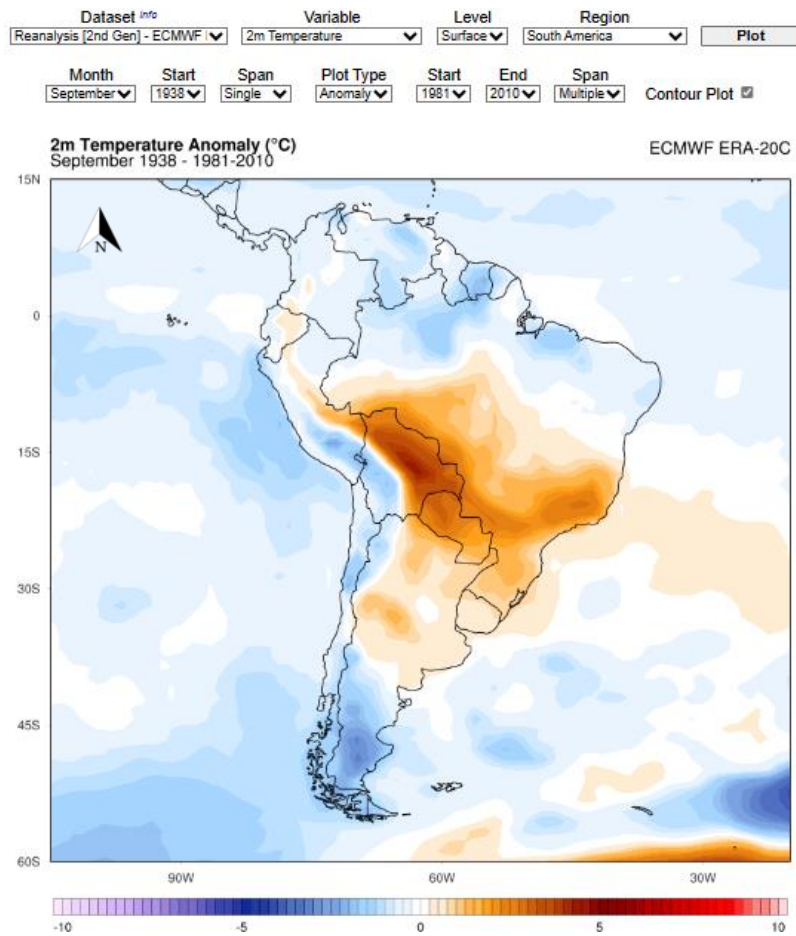 Dataset Info Variable Level Region
Reanalysis [2nd Gen] - ECMWF 2m Temperature Surface South America Plot
Month Start Span Plot Type Start End Span
September 1938 Single Anomaly 1981 2010 Multiple Contour Plot
2m Temperature Anomaly (°C)
September 1938 - 1981-2010 ECMWF ERA-20C
15N
N
0
15S
30S
45S
60S
90W 60W 30W
-10 -5 0 5 10